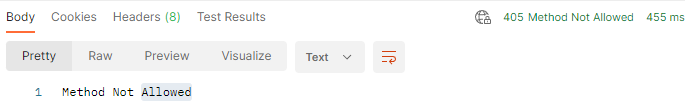 Body Cookies Headers (8) Test Results 405 Method Not Allowed 455 ms
Pretty Raw Preview Visualize Text
1 Method Not Allowed